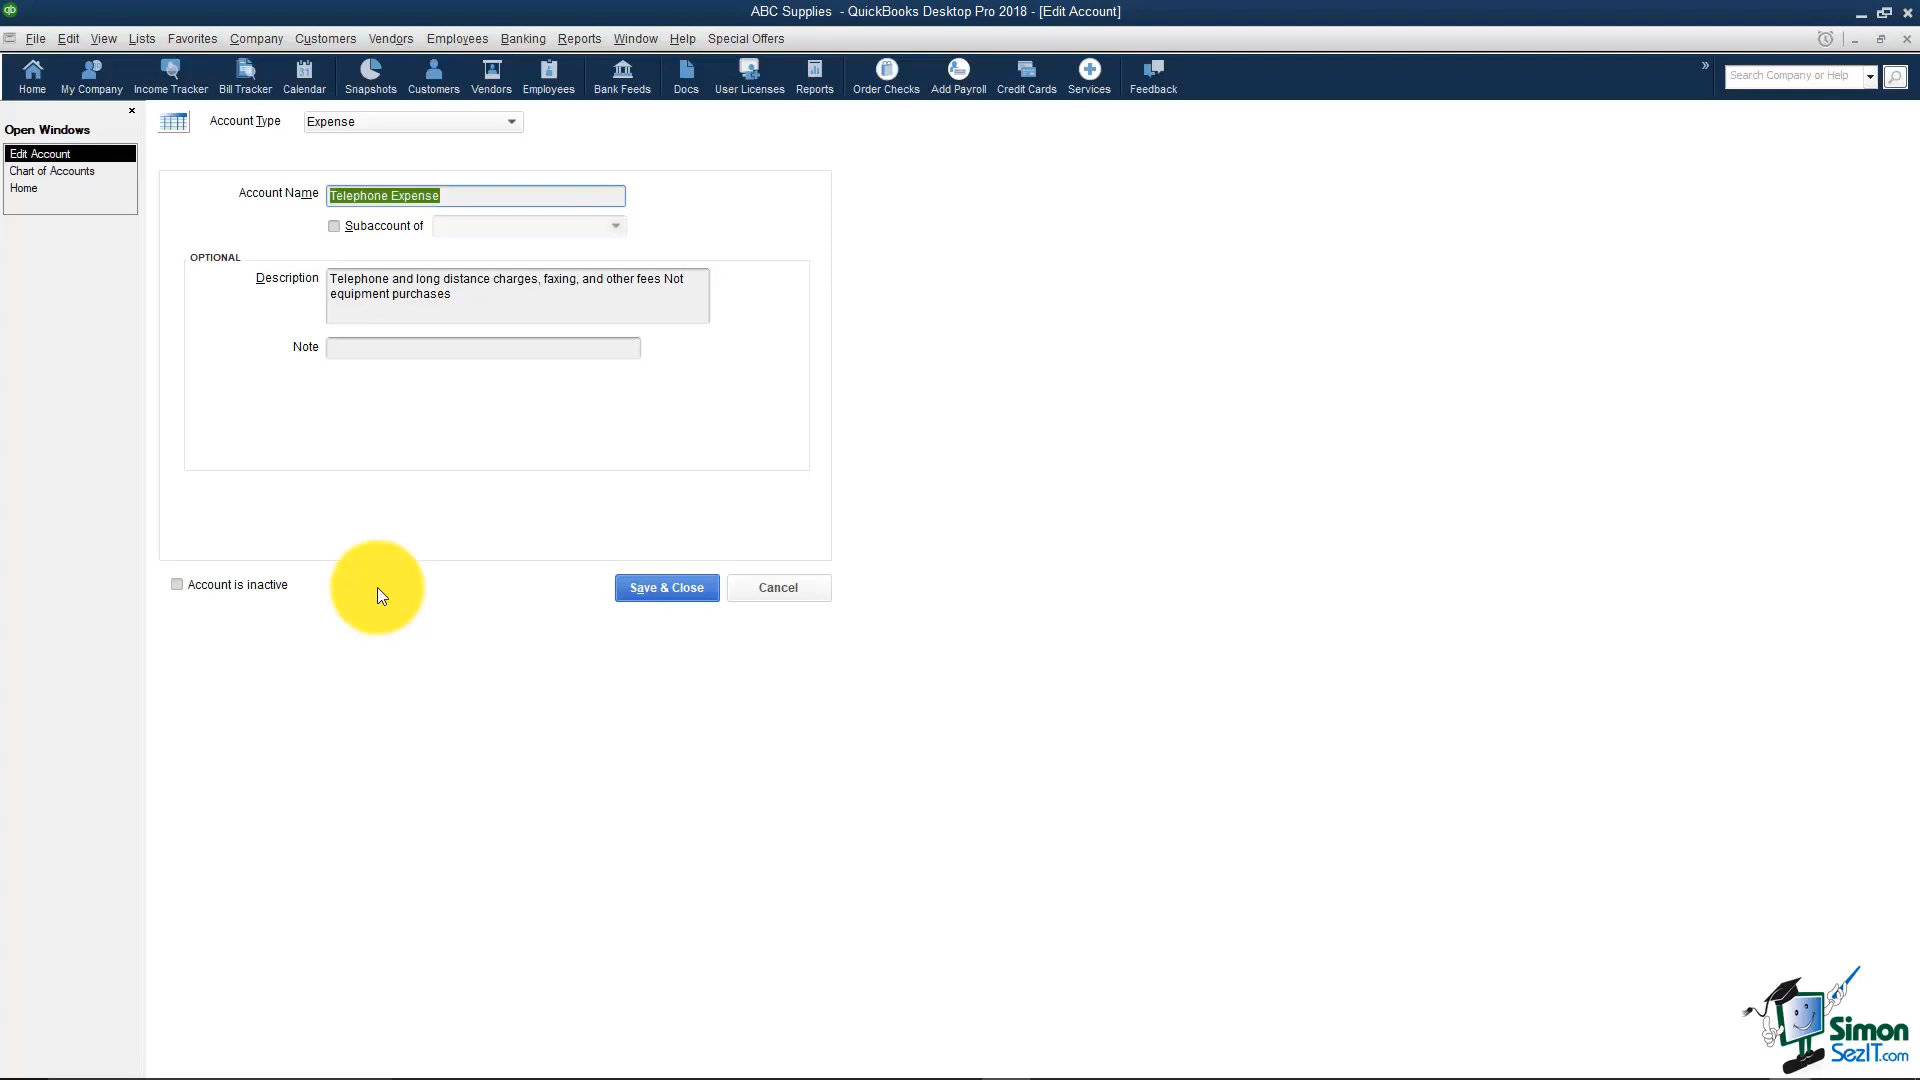 qb
ABC Supplies - QuickBooks Desktop Pro 2018 - [Edit Account]
File Edit View Lists Favorites Company Customers Vendors Employees Banking Reports Window Help Special Offers
Home My Company Income Tracker Bill Tracker Calendar Snapshots Customers Vendors Employees Bank Feeds Docs User Licenses Reports Order Checks Add Payroll Credit Cards Services Feedback » Search Company or Help
Open Windows
Edit Account
Chart of Accounts
Home
Account Type Expense
Account Name Telephone Expense
Subaccount of
OPTIONAL
Description Telephone and long distance charges, faxing, and other fees Not
equipment purchases
Note
Account is inactive
Save & Close Cancel
Simon
SezIT.com